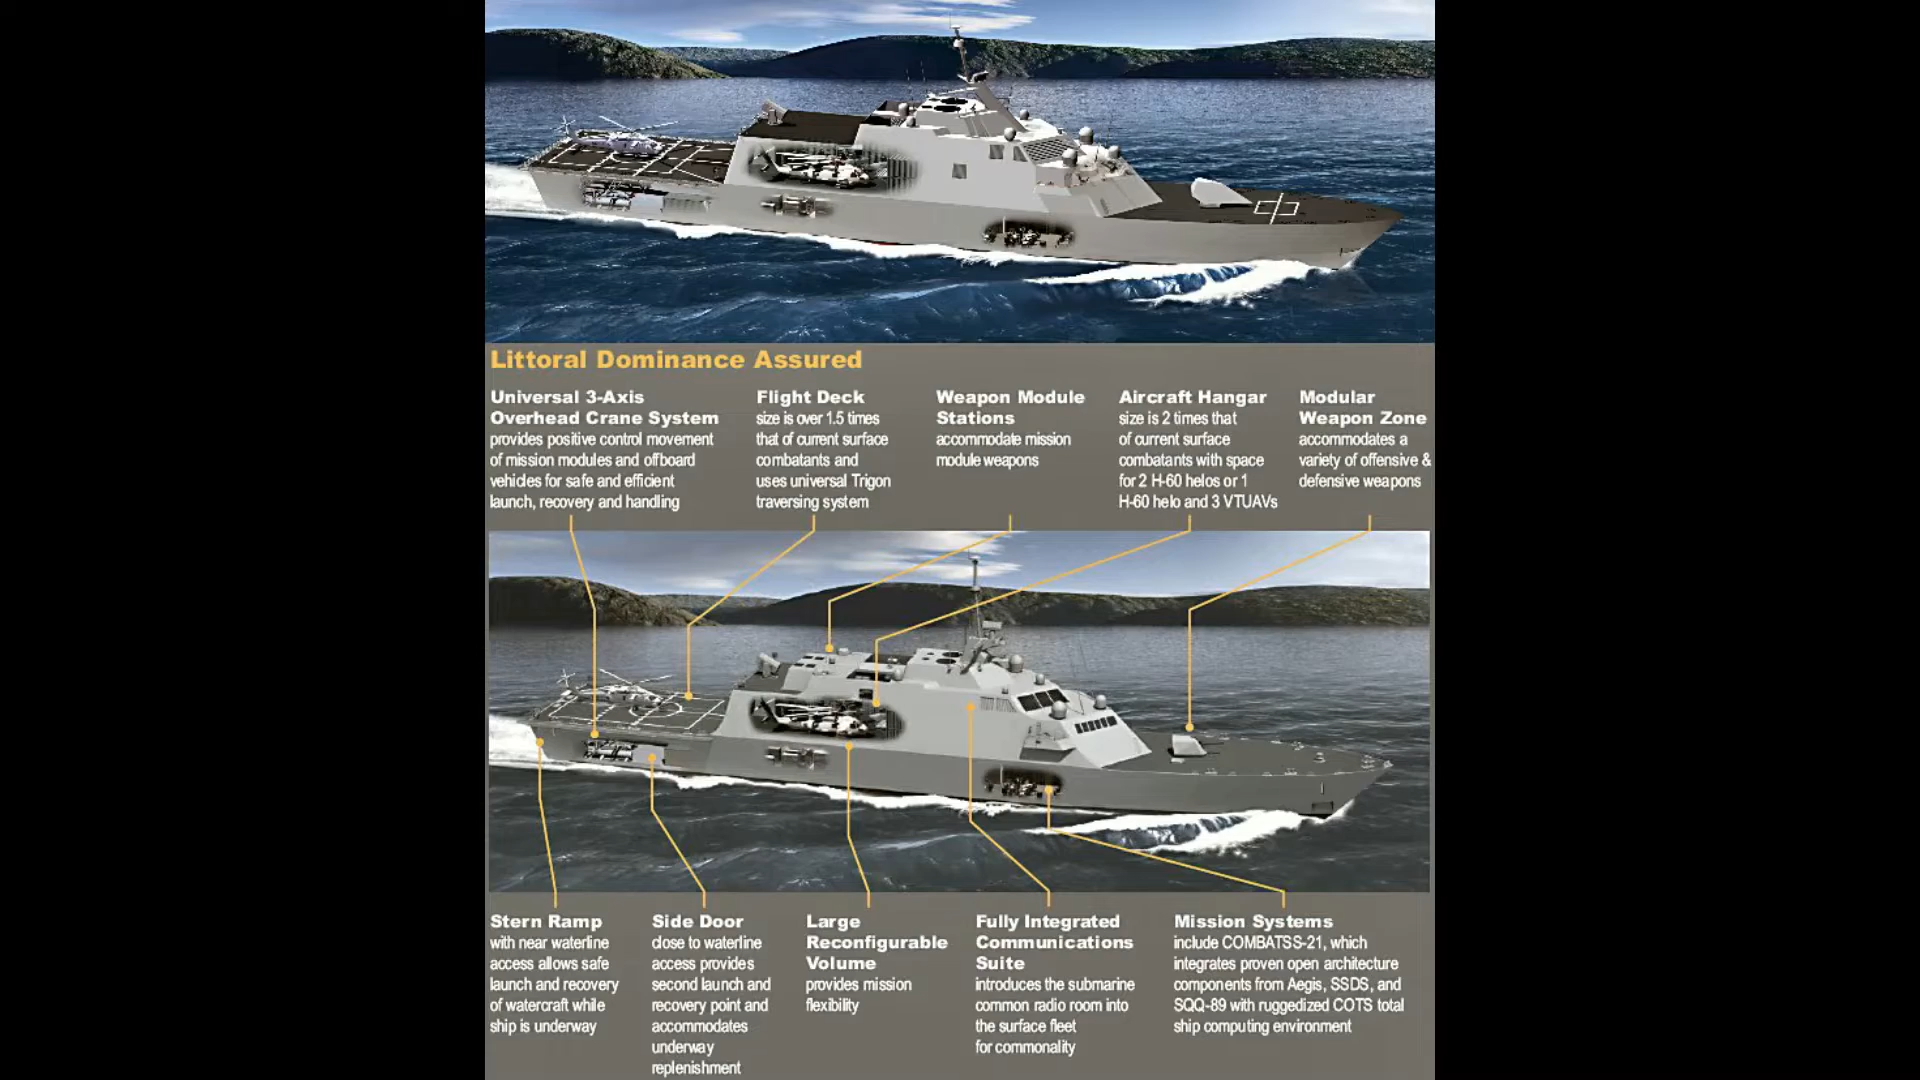 Littoral Dominance Assured
Universal 3-Axis
Overhead Crane System
provides positive control movement
of mission modules and offboard
vehicles for safe and efficient
launch, recovery and handling
Flight Deck
size is over 1.5 times
that of current surface
combatants and
uses universal Trigon
traversing system
Weapon Module
Stations
accommodate mission
module weapons
Aircraft Hangar
size is 2 times that
of current surface
combatants with space
for 2 H-60 helos or 1
H-60 helo and 3 VTUAVs
Modular
Weapon Zone
accommodates a
variety of offensive &
defensive weapons
Stern Ramp
with near waterline
access allows safe
launch and recovery
of watercraft while
ship is underway
Side Door
close to waterline
access provides
second launch and
recovery point and
accommodates
underway
replenishment
Large
Reconfigurable
Volume
provides mission
flexibility
Fully Integrated
Communications
Suite
introduces the submarine
common radio room into
the surface fleet
for commonality
Mission Systems
include COMBATSS-21, which
integrates proven open architecture
components from Aegis, SSDS, and
SQQ-89 with ruggedized COTS total
ship computing environment